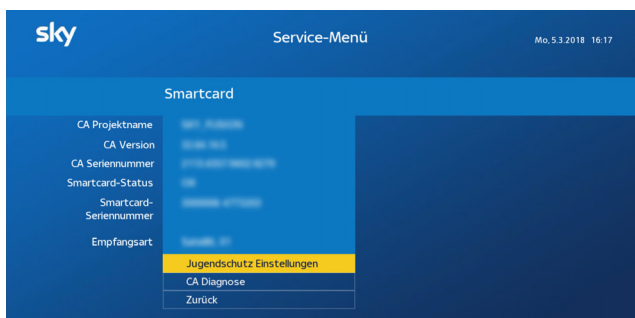 sky
Service-Menü
Mo, 5.3.2018 16:17
Smartcard
CA Projektname
CA Version
CA Seriennummer
Smartcard-Status
Smartcard-
Seriennummer
Empfangsart
Jugendschutz Einstellungen
CA Diagnose
Zurück